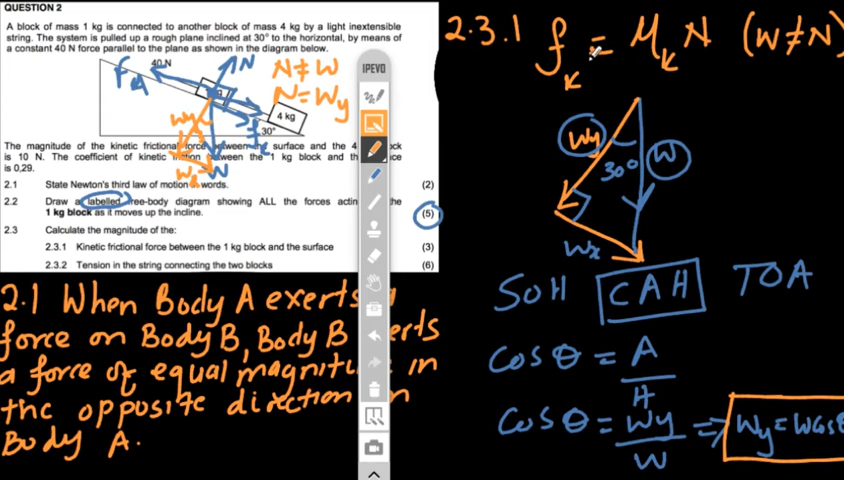 QUESTION 2
A block of mass 1 kg is connected to another block of mass 4 kg by a light inextensible
string. The system is pulled up a rough plane inclined at 30° to the horizontal, by means of
a constant 40 N force parallel to the plane as shown in the diagram below.
40 N
FA
N
N ≠ W
N = Wy
Wy
4 kg
30°
Wx
W
The magnitude of the kinetic frictional force between the surface and the 4
is 10 N. The coefficient of kinetic between the 1 kg block and
is 0,29.
2.1 State Newton's third law of motion words. (2)
2.2 Draw a labelled free-body diagram showing ALL the forces the (5)
1 kg block as it moves up the incline.
2.3 Calculate the magnitude of the:
2.3.1 Kinetic frictional force between the 1 kg block and the surface (3)
2.3.2 Tension in the string connecting the two blocks (6)
IPEVO
2.1 When Body A exerts
force on Body B, Body B
a force of equal in
the opposite direction
Body A.
2.3.1 fk = Mk N (W ≠ N)
Wy
30°
W
Wx
SOH CAH TOA
Cos θ = A
H
Cos θ = Wy
W
⇒ Wy = W Cos θ